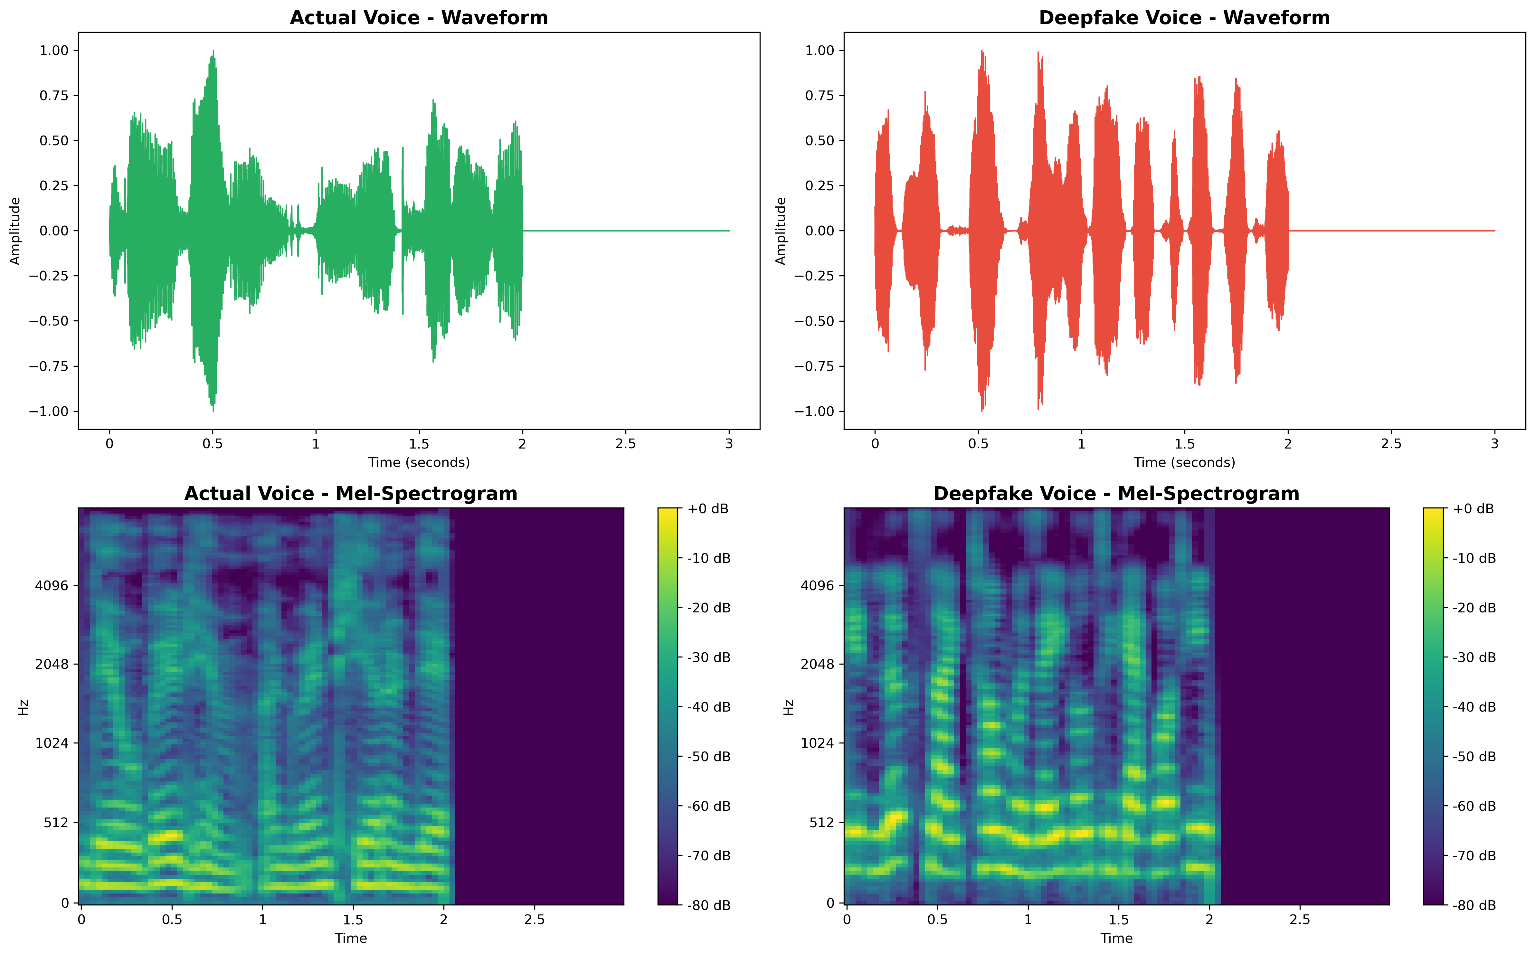 Actual Voice - Waveform
1.00
0.75
0.50
0.25
0.00
−0.25
−0.50
−0.75
−1.00
Amplitude
0 0.5 1 1.5 2 2.5 3
Time (seconds)
Deepfake Voice - Waveform
1.00
0.75
0.50
0.25
0.00
−0.25
−0.50
−0.75
−1.00
Amplitude
0 0.5 1 1.5 2 2.5 3
Time (seconds)
Actual Voice - Mel-Spectrogram
4096
2048
1024
512
0
Hz
0 0.5 1 1.5 2 2.5
Time
+0 dB
-10 dB
-20 dB
-30 dB
-40 dB
-50 dB
-60 dB
-70 dB
-80 dB
Deepfake Voice - Mel-Spectrogram
4096
2048
1024
512
0
Hz
0 0.5 1 1.5 2 2.5
Time
+0 dB
-10 dB
-20 dB
-30 dB
-40 dB
-50 dB
-60 dB
-70 dB
-80 dB